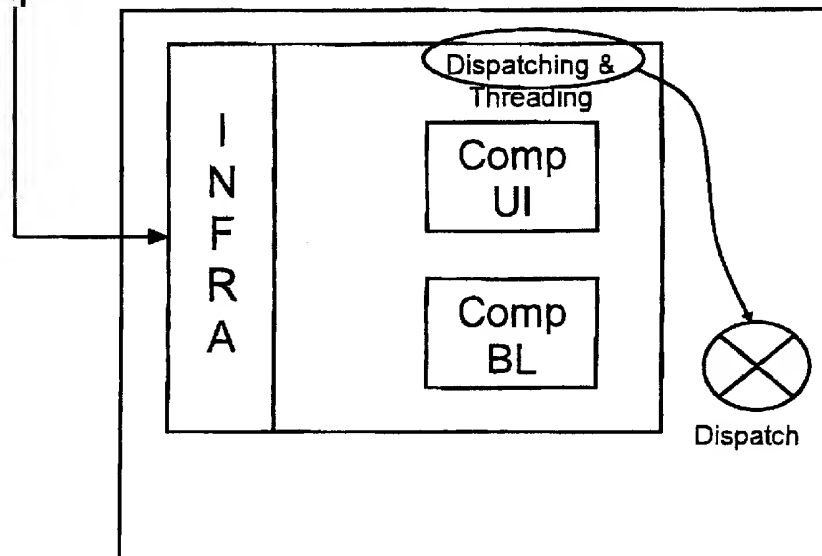 Dispatching &
Threading
I
N
F
R
A
Comp
UI
Comp
BL
Dispatch